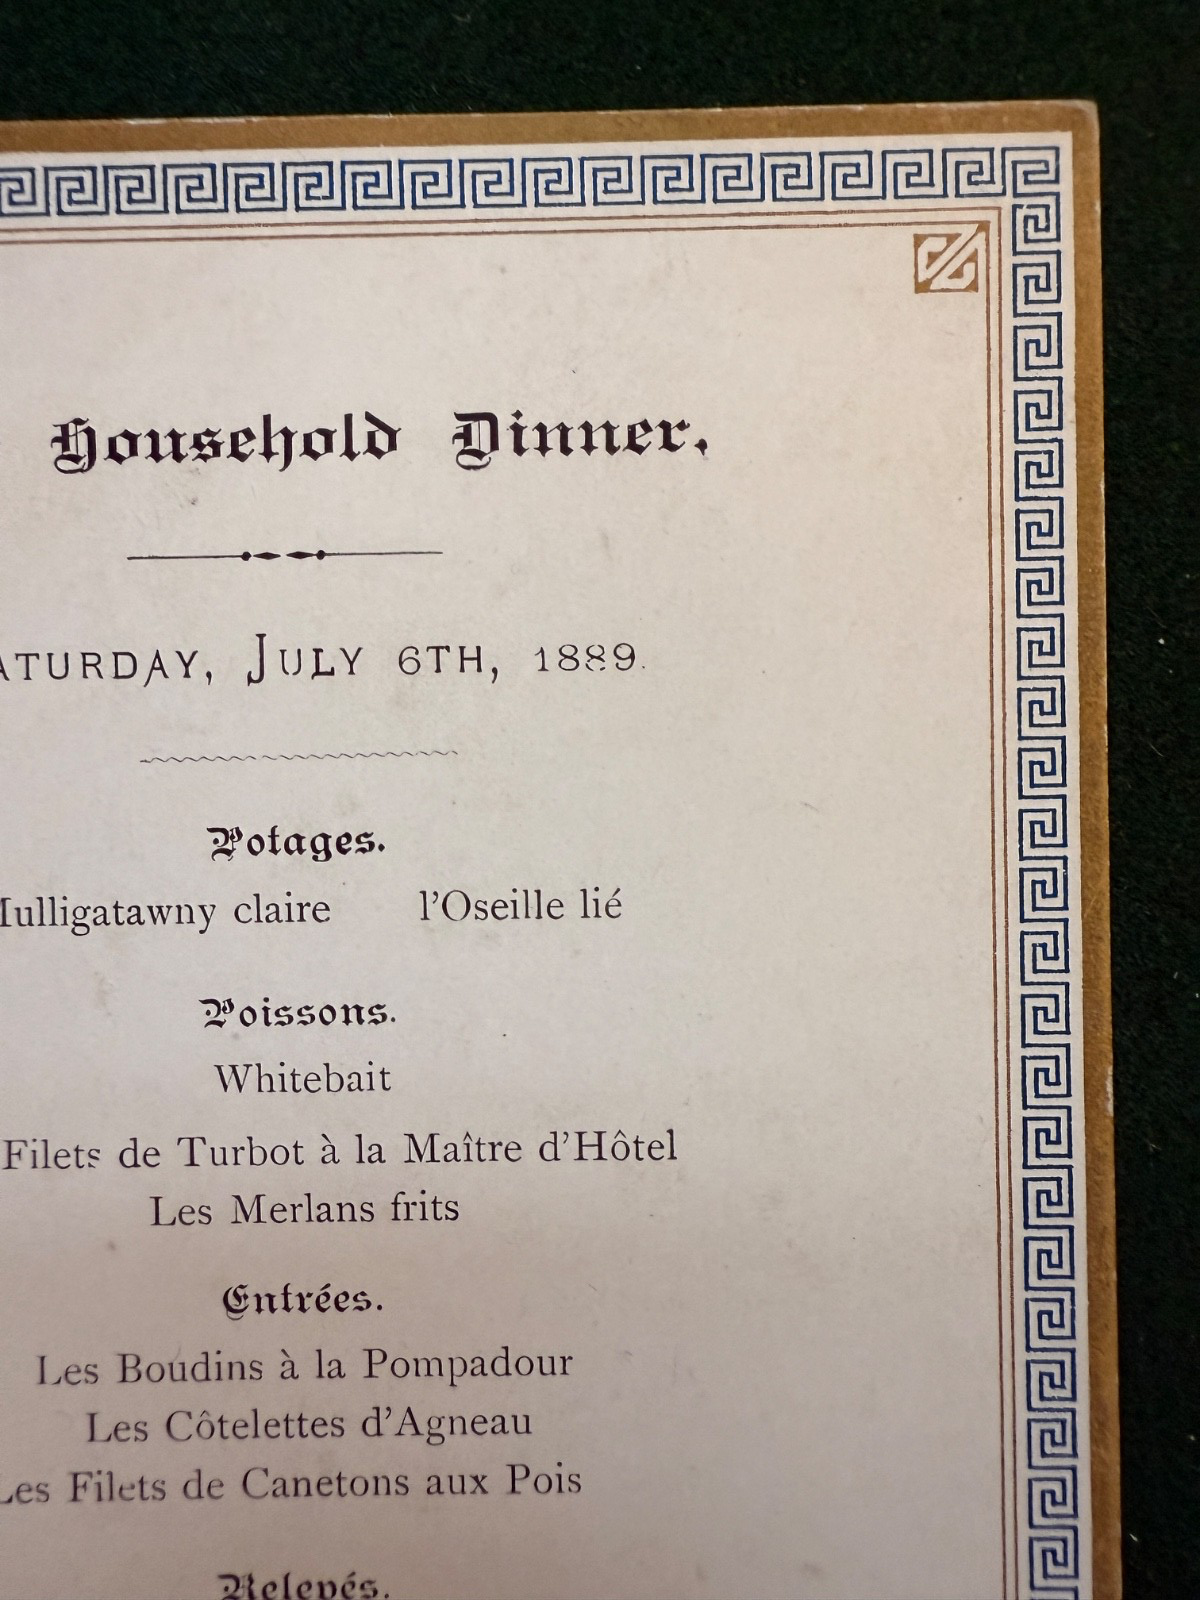 Household Dinner.
ATURDAY, JULY 6TH, 1889.
Potages.
ulligatawny claire l'Oseille lié
Poissons.
Whitebait
Filets de Turbot à la Maître d'Hôtel
Les Merlans frits
Entrées.
Les Boudins à la Pompadour
Les Côtelettes d'Agneau
Les Filets de Canetons aux Pois
Relevés.